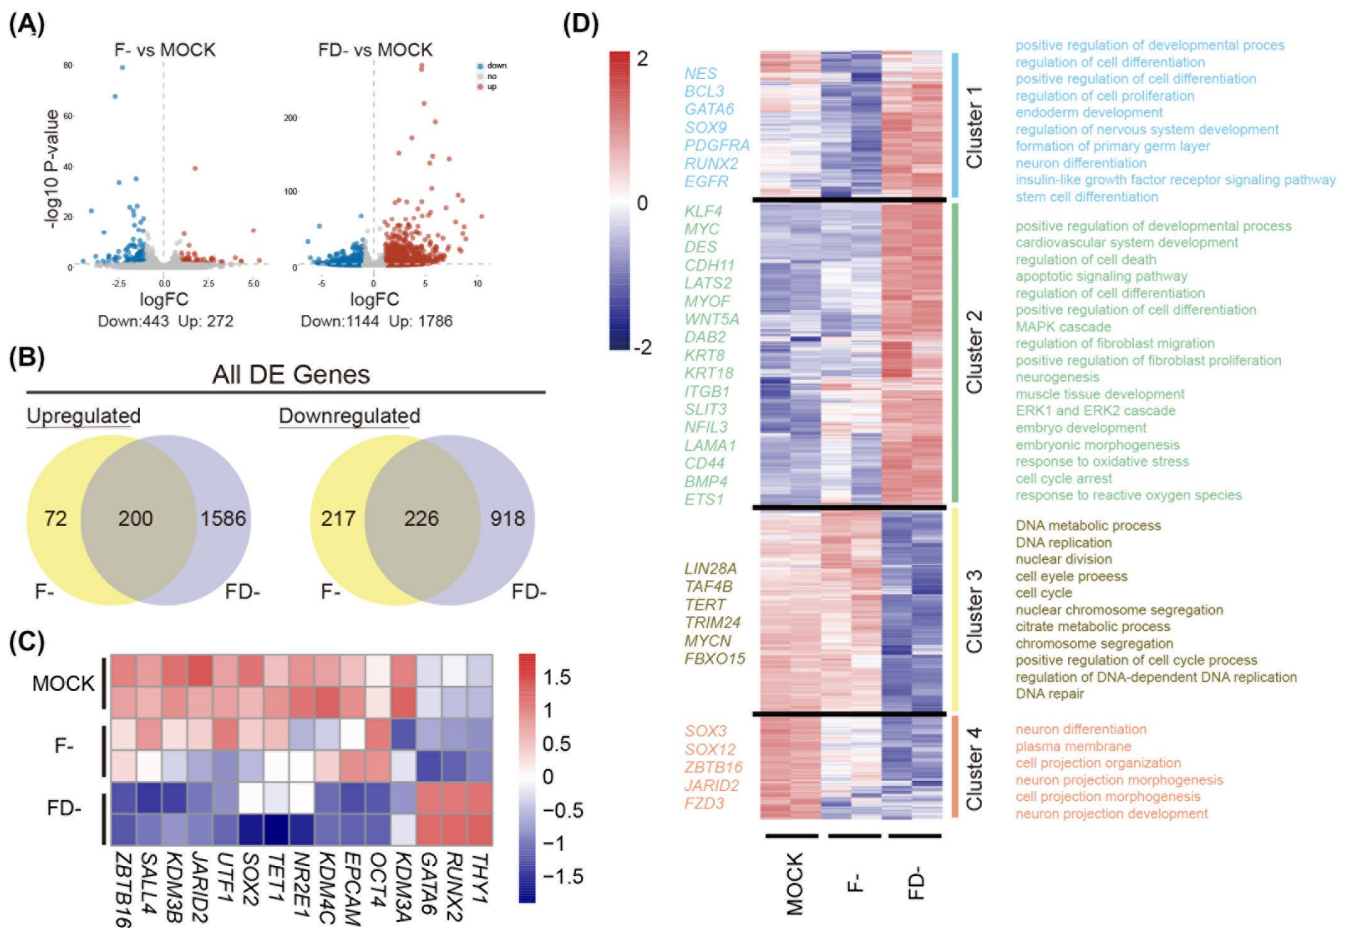 (A)
F- vs MOCK
FD- vs MOCK
down
no
up
-log10 P-value
80
60
40
20
0
-2.5
0.0
2.5
5.0
logFC
Down:443 Up: 272
200
100
0
-5
0
5
10
logFC
Down:1144 Up: 1786
(B)
All DE Genes
Upregulated
Downregulated
72
200
1586
F-
FD-
217
226
918
F-
FD-
(C)
MOCK
F-
FD-
1.5
1
0.5
0
−0.5
−1
−1.5
ZBTB16
SALL4
KDM3B
JARID2
UTF1
SOX2
TET1
NR2E1
KDM4C
EPCAM
OCT4
KDM3A
GATA6
RUNX2
THY1
(D)
2
0
-2
NES
BCL3
GATA6
SOX9
PDGFRA
RUNX2
EGFR
Cluster 1
positive regulation of developmental proces
regulation of cell differentiation
positive regulation of cell differentiation
regulation of cell proliferation
endoderm development
regulation of nervous system development
formation of primary germ layer
neuron differentiation
insulin-like growth factor receptor signaling pathway
stem cell differentiation
KLF4
MYC
DES
CDH11
LATS2
MYOF
WNT5A
DAB2
KRT8
KRT18
ITGB1
SLIT3
NFIL3
LAMA1
CD44
BMP4
ETS1
Cluster 2
positive regulation of developmental process
cardiovascular system development
regulation of cell death
apoptotic signaling pathway
regulation of cell differentiation
positive regulation of cell differentiation
MAPK cascade
regulation of fibroblast migration
positive regulation of fibroblast proliferation
neurogenesis
muscle tissue development
ERK1 and ERK2 cascade
embryo development
embryonic morphogenesis
response to oxidative stress
cell cycle arrest
response to reactive oxygen species
LIN28A
TAF4B
TERT
TRIM24
MYCN
FBXO15
Cluster 3
DNA metabolic process
DNA replication
nuclear division
cell eyele proeess
cell cycle
nuclear chromosome segregation
citrate metabolic process
chromosome segregation
positive regulation of cell cycle process
regulation of DNA-dependent DNA replication
DNA repair
SOX3
SOX12
ZBTB16
JARID2
FZD3
Cluster 4
neuron differentiation
plasma membrane
cell projection organization
neuron projection morphogenesis
cell projection morphogenesis
neuron projection development
MOCK
F-
FD-